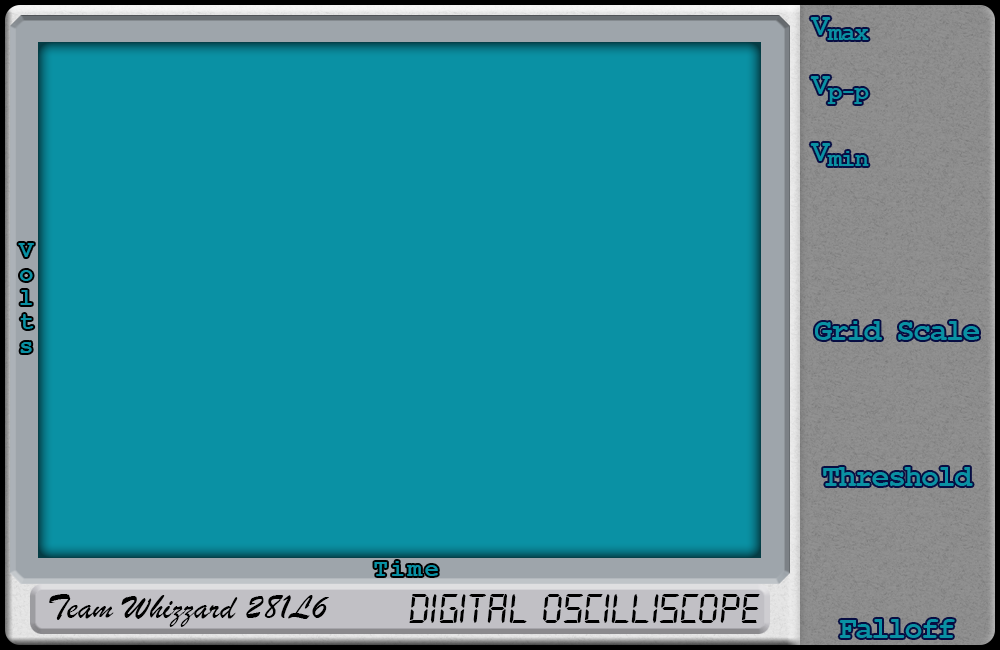 Vmax
Vp-p
Vmin
Volts
Grid Scale
Threshold
Time
Team Whizzard 281L6
DIGITAL OSCILLISCOPE
Falloff